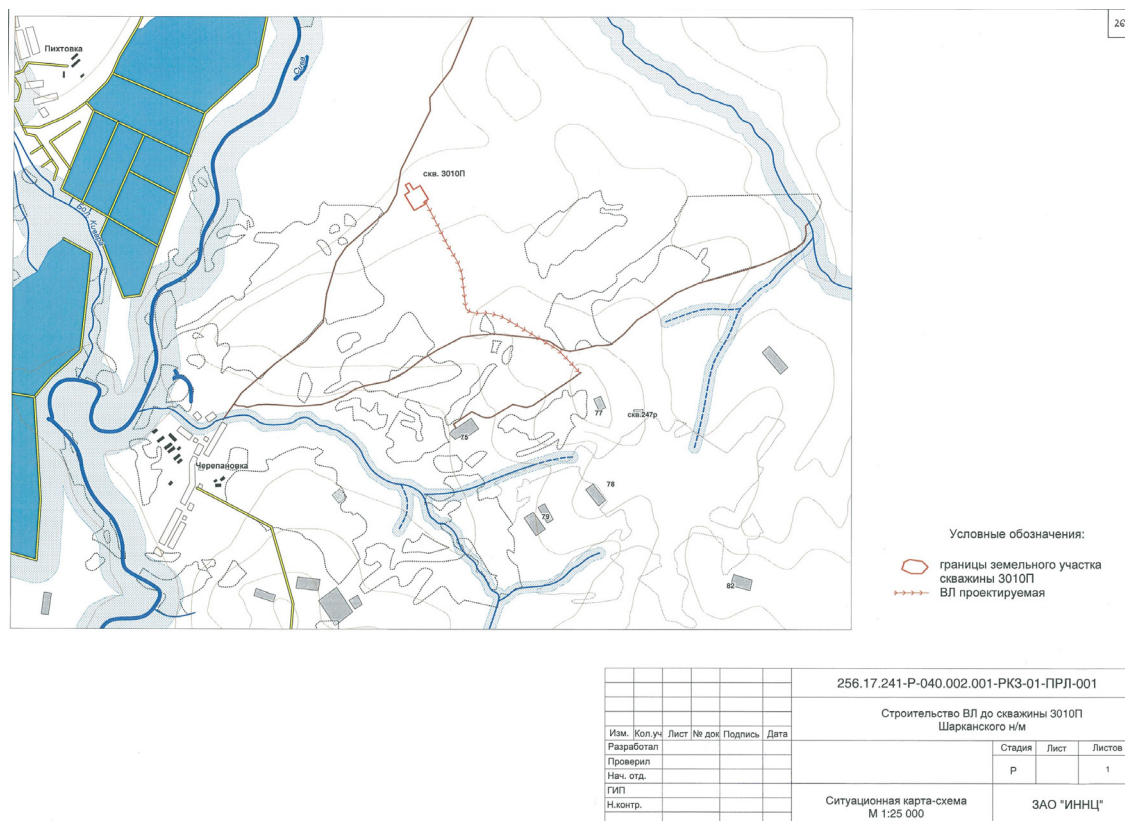 26
Пихтовка
Сива
скв. 3010П
Бол. Кивара
77
скв.247р
75
Черепановка
78
79
82
Условные обозначения:
границы земельного участка
скважины 3010П
ВЛ проектируемая
256.17.241-Р-040.002.001-РКЗ-01-ПРЛ-001
Строительство ВЛ до скважины 3010П
Шарканского н/м
Изм. Кол.уч Лист № док Подпись Дата
Разработал
Стадия Лист Листов
Проверил
Р 1
Нач. отд.
ГИП
Н.контр.
Ситуационная карта-схема
М 1:25 000
ЗАО "ИННЦ"